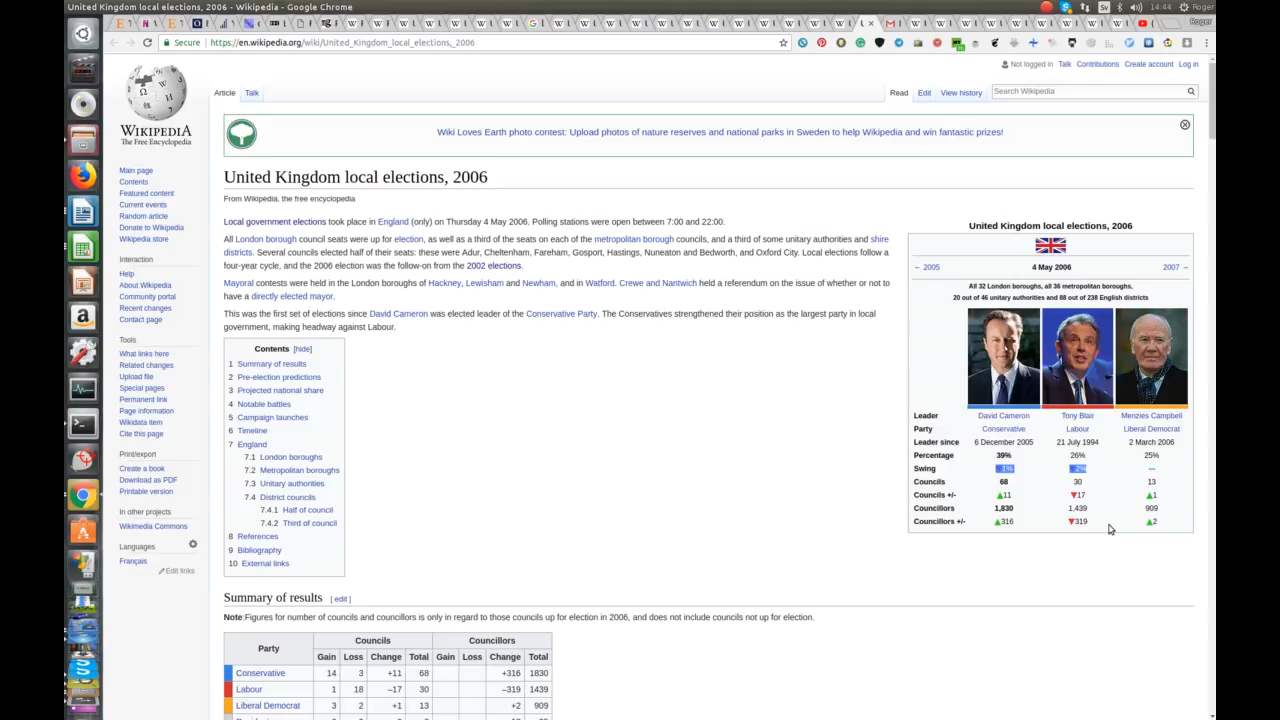 United Kingdom local elections, 2006 - Wikipedia - Google Chrome
Sv
14:44
Roger
Roger
Secure
https://en.wikipedia.org/wiki/United_Kingdom_local_elections,_2006
Not logged in Talk Contributions Create account Log in
WIKIPEDIA
The Free Encyclopedia
Article Talk
Read Edit View history
Search Wikipedia
Wiki Loves Earth photo contest: Upload photos of nature reserves and national parks in Sweden to help Wikipedia and win fantastic prizes!
Main page
Contents
Featured content
Current events
Random article
Donate to Wikipedia
Wikipedia store
Interaction
Help
About Wikipedia
Community portal
Recent changes
Contact page
Tools
What links here
Related changes
Upload file
Special pages
Permanent link
Page information
Wikidata item
Cite this page
Print/export
Create a book
Download as PDF
Printable version
In other projects
Wikimedia Commons
Languages
Français
Edit links
United Kingdom local elections, 2006
From Wikipedia, the free encyclopedia
Local government elections took place in England (only) on Thursday 4 May 2006. Polling stations were open between 7:00 and 22:00.
All London borough council seats were up for election, as well as a third of the seats on each of the metropolitan borough councils, and a third of some unitary authorities and shire
districts. Several councils elected half of their seats: these were Adur, Cheltenham, Fareham, Gosport, Hastings, Nuneaton and Bedworth, and Oxford City. Local elections follow a
four-year cycle, and the 2006 election was the follow-on from the 2002 elections.
Mayoral contests were held in the London boroughs of Hackney, Lewisham and Newham, and in Watford. Crewe and Nantwich held a referendum on the issue of whether or not to
have a directly elected mayor.
This was the first set of elections since David Cameron was elected leader of the Conservative Party. The Conservatives strengthened their position as the largest party in local
government, making headway against Labour.
Contents [hide]
1 Summary of results
2 Pre-election predictions
3 Projected national share
4 Notable battles
5 Campaign launches
6 Timeline
7 England
7.1 London boroughs
7.2 Metropolitan boroughs
7.3 Unitary authorities
7.4 District councils
7.4.1 Half of council
7.4.2 Third of council
8 References
9 Bibliography
10 External links
United Kingdom local elections, 2006
← 2005 4 May 2006 2007 →
All 32 London boroughs, all 36 metropolitan boroughs,
20 out of 46 unitary authorities and 88 out of 238 English districts
Leader David Cameron Tony Blair Menzies Campbell
Party Conservative Labour Liberal Democrat
Leader since 6 December 2005 21 July 1994 2 March 2006
Percentage 39% 26% 25%
Swing 1% 2% —
Councils 68 30 13
Councils +/- ▲11 ▼17 ▲1
Councillors 1,830 1,439 909
Councillors +/- ▲316 ▼319 ▲2
Summary of results [ edit ]
Note:Figures for number of councils and councillors is only in regard to those councils up for election in 2006, and does not include councils not up for election.
Party Councils Councillors
Gain Loss Change Total Gain Loss Change Total
Conservative 14 3 +11 68 +316 1830
Labour 1 18 –17 30 –319 1439
Liberal Democrat 3 2 +1 13 +2 909